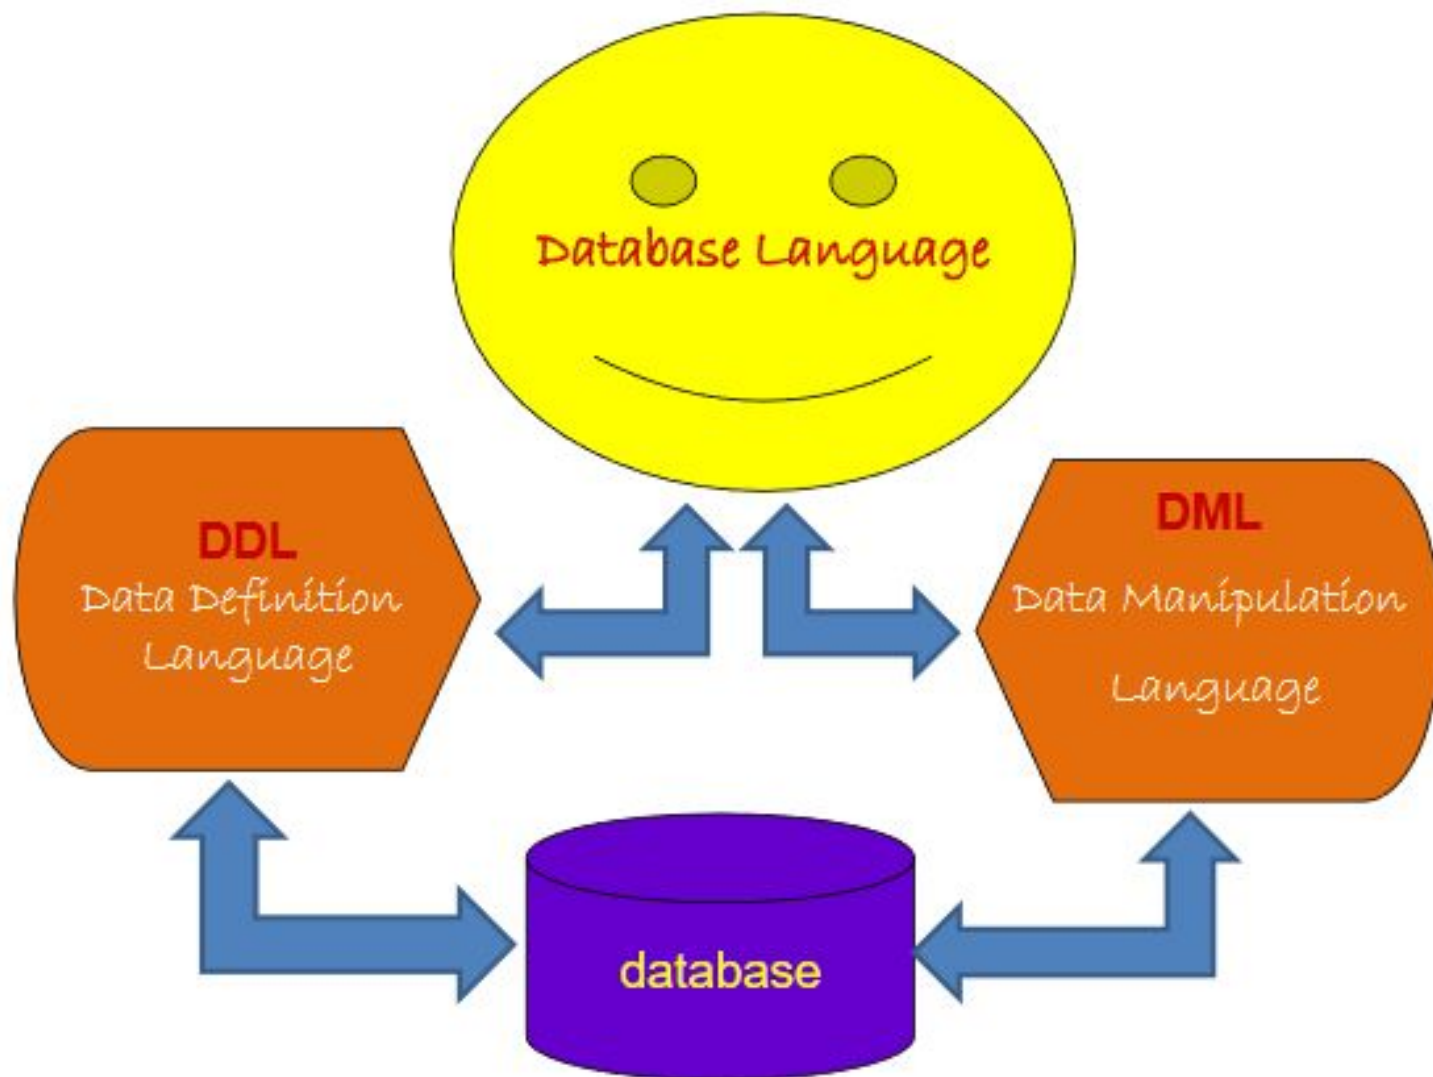 Database Language
DDL
Data Definition
Language
DML
Data Manipulation
Language
database